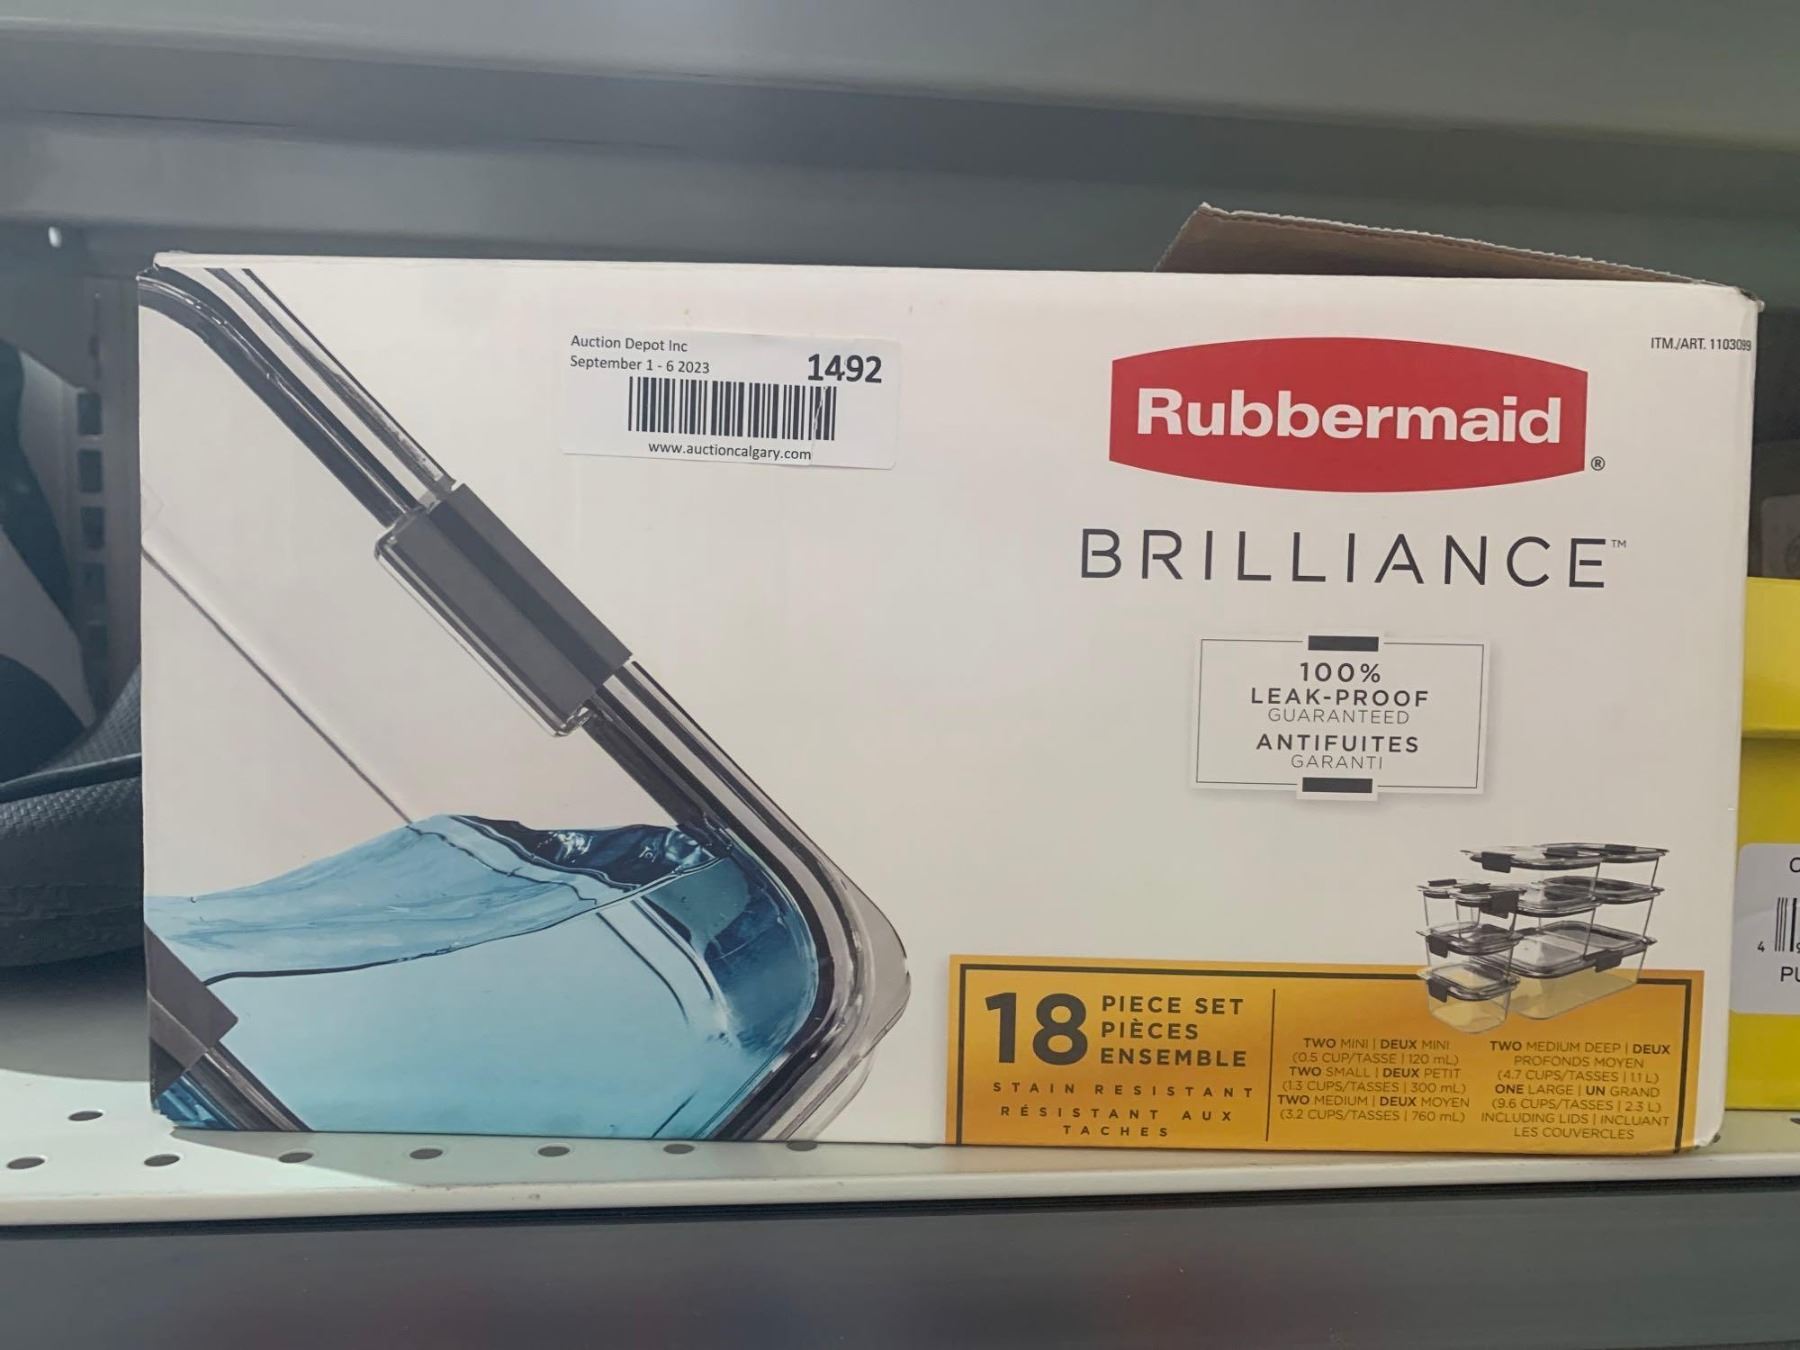 Auction Depot Inc
September 1 - 6 2023
1492
www.auctioncalgary.com
ITM./ART. 1103099
Rubbermaid®
BRILLIANCE™
100%
LEAK-PROOF
GUARANTEED
ANTIFUITES
GARANTI
18 PIECE SET
PIÈCES
ENSEMBLE
STAIN RESISTANT
RÉSISTANT AUX
TACHES
TWO MINI | DEUX MINI
(0.5 CUP/TASSE | 120 mL)
TWO SMALL | DEUX PETIT
(1.3 CUPS/TASSES | 300 mL)
TWO MEDIUM | DEUX MOYEN
(3.2 CUPS/TASSES | 760 mL)
TWO MEDIUM DEEP | DEUX
PROFONDS MOYEN
(4.7 CUPS/TASSES | 1.1 L)
ONE LARGE | UN GRAND
(9.6 CUPS/TASSES | 2.3 L)
INCLUDING LIDS | INCLUANT
LES COUVERCLES
4